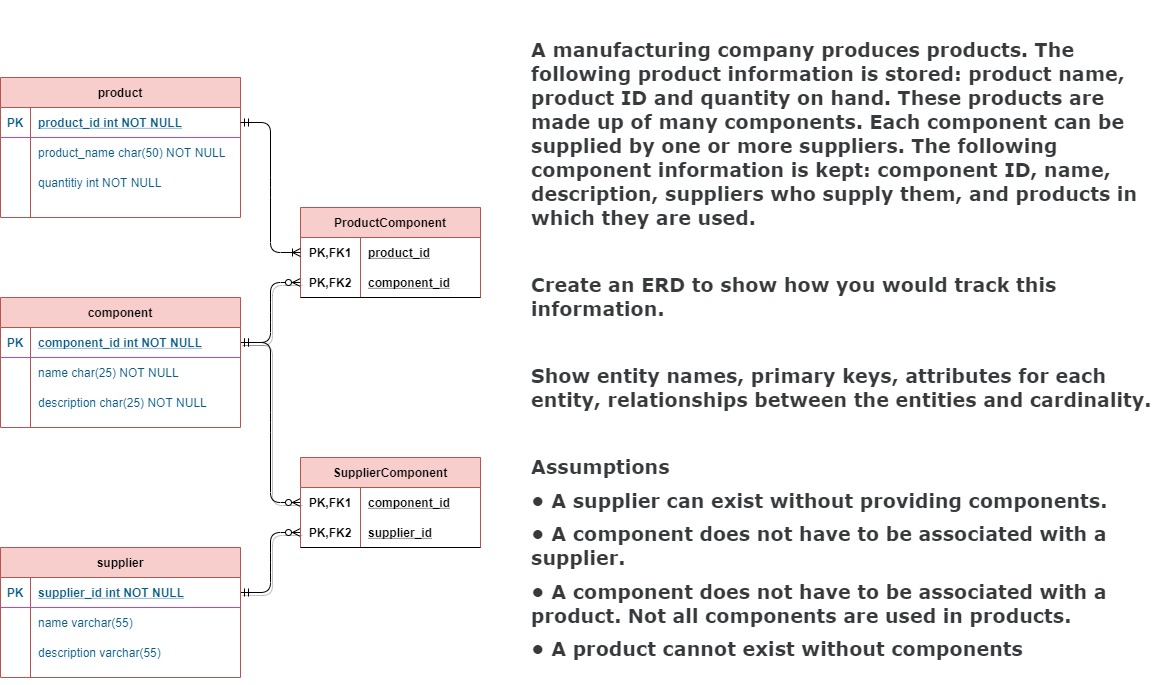 product
PK product_id int NOT NULL
product_name char(50) NOT NULL
quantitiy int NOT NULL
ProductComponent
PK,FK1 product_id
PK,FK2 component_id
component
PK component_id int NOT NULL
name char(25) NOT NULL
description char(25) NOT NULL
SupplierComponent
PK,FK1 component_id
PK,FK2 supplier_id
supplier
PK supplier_id int NOT NULL
name varchar(55)
description varchar(55)
A manufacturing company produces products. The
following product information is stored: product name,
product ID and quantity on hand. These products are
made up of many components. Each component can be
supplied by one or more suppliers. The following
component information is kept: component ID, name,
description, suppliers who supply them, and products in
which they are used.
Create an ERD to show how you would track this
information.
Show entity names, primary keys, attributes for each
entity, relationships between the entities and cardinality.
Assumptions
• A supplier can exist without providing components.
• A component does not have to be associated with a
supplier.
• A component does not have to be associated with a
product. Not all components are used in products.
• A product cannot exist without components